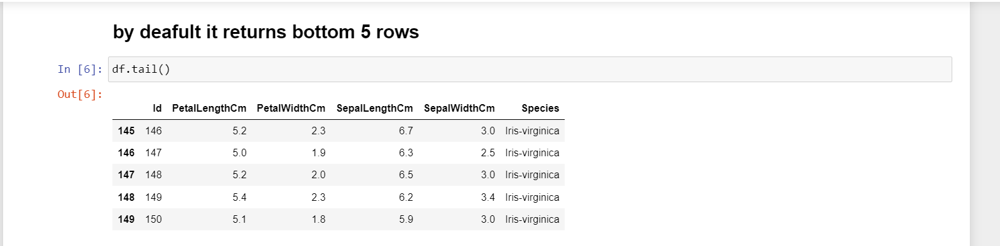 by deafult it returns bottom 5 rows
In [6]: df.tail()
Out[6]:
Id PetalLengthCm PetalWidthCm SepalLengthCm SepalWidthCm Species
145 146 5.2 2.3 6.7 3.0 Iris-virginica
146 147 5.0 1.9 6.3 2.5 Iris-virginica
147 148 5.2 2.0 6.5 3.0 Iris-virginica
148 149 5.4 2.3 6.2 3.4 Iris-virginica
149 150 5.1 1.8 5.9 3.0 Iris-virginica